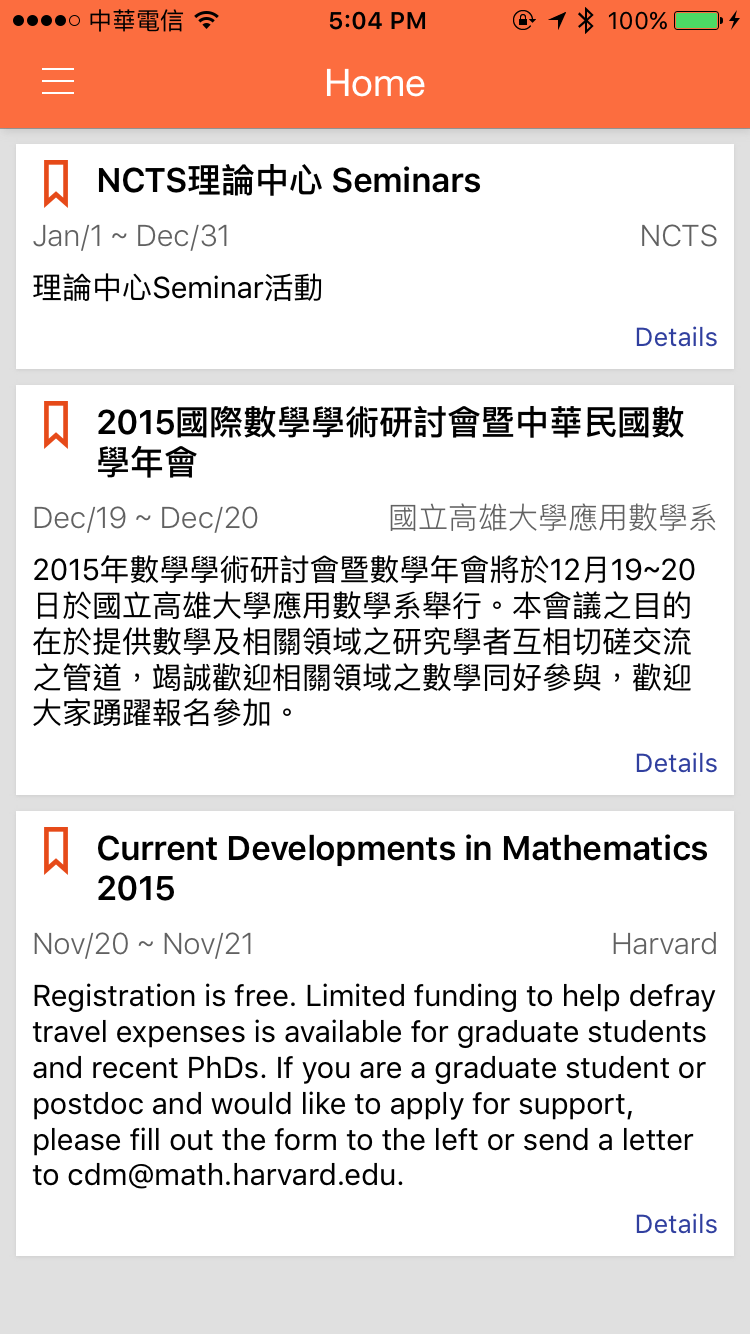 中華電信 5:04 PM 100%
Home
NCTS理論中心 Seminars
Jan/1 ~ Dec/31 NCTS
理論中心Seminar活動
Details
2015國際數學學術研討會暨中華民國數
學年會
Dec/19 ~ Dec/20 國立高雄大學應用數學系
2015年數學學術研討會暨數學年會將於12月19~20
日於國立高雄大學應用數學系舉行。本會議之目的
在於提供數學及相關領域之研究學者互相切磋交流
之管道，竭誠歡迎相關領域之數學同好參與，歡迎
大家踴躍報名參加。
Details
Current Developments in Mathematics
2015
Nov/20 ~ Nov/21 Harvard
Registration is free. Limited funding to help defray
travel expenses is available for graduate students
and recent PhDs. If you are a graduate student or
postdoc and would like to apply for support,
please fill out the form to the left or send a letter
to cdm@math.harvard.edu.
Details